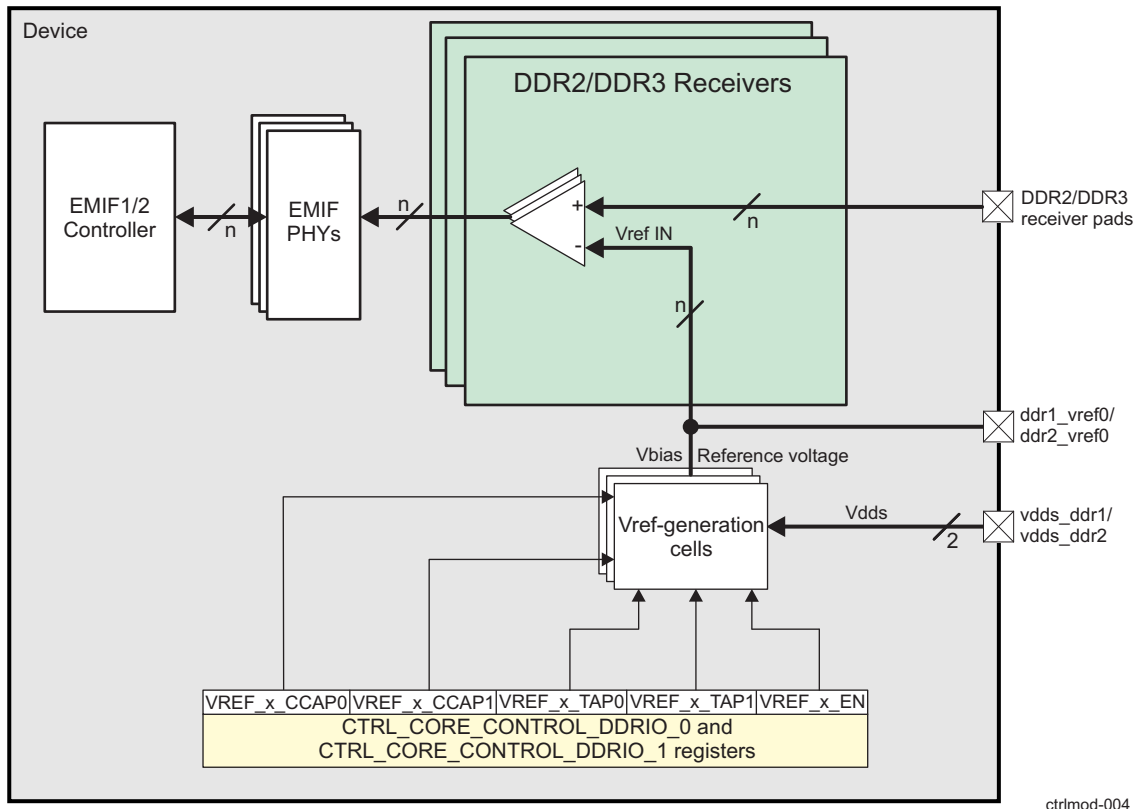 Device
DDR2/DDR3 Receivers
EMIF1/2
Controller
n
EMIF
PHYs
n
+
n
DDR2/DDR3
receiver pads
Vref IN
-
n
ddr1_vref0/
ddr2_vref0
Vbias
Reference voltage
Vref-generation
cells
Vdds
2
vdds_ddr1/
vdds_ddr2
VREF_x_CCAP0
VREF_x_CCAP1
VREF_x_TAP0
VREF_x_TAP1
VREF_x_EN
CTRL_CORE_CONTROL_DDRIO_0 and
CTRL_CORE_CONTROL_DDRIO_1 registers
ctrlmod-004